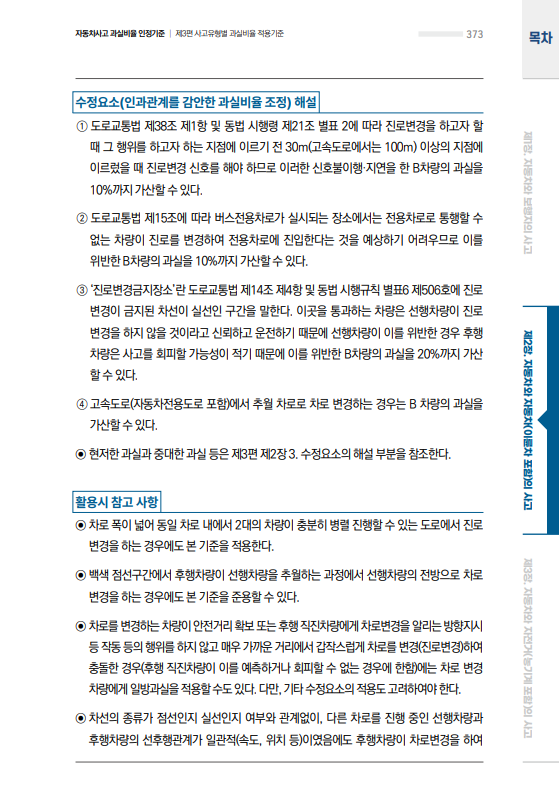 자동차사고 과실비율 인정기준 | 제3편 사고유형별 과실비율 적용기준
373
목차
수정요소(인과관계를 감안한 과실비율 조정) 해설
① 도로교통법 제38조 제1항 및 동법 시행령 제21조 별표 2에 따라 진로변경을 하고자 할
때 그 행위를 하고자 하는 지점에 이르기 전 30m(고속도로에서는 100m) 이상의 지점에
이르렀을 때 진로변경 신호를 해야 하므로 이러한 신호불이행·지연을 한 B차량의 과실을
10%까지 가산할 수 있다.
② 도로교통법 제15조에 따라 버스전용차로가 실시되는 장소에서는 전용차로로 통행할 수
없는 차량이 진로를 변경하여 전용차로에 진입한다는 것을 예상하기 어려우므로 이를
위반한 B차량의 과실을 10%까지 가산할 수 있다.
③ ‘진로변경금지장소’란 도로교통법 제14조 제4항 및 동법 시행규칙 별표6 제506호에 진로
변경이 금지된 차선이 실선인 구간을 말한다. 이곳을 통과하는 차량은 선행차량이 진로
변경을 하지 않을 것이라고 신뢰하고 운전하기 때문에 선행차량이 이를 위반한 경우 후행
차량은 사고를 회피할 가능성이 적기 때문에 이를 위반한 B차량의 과실을 20%까지 가산
할 수 있다.
④ 고속도로(자동차전용도로 포함)에서 추월 차로로 차로 변경하는 경우는 B 차량의 과실을
가산할 수 있다.
◉ 현저한 과실과 중대한 과실 등은 제3편 제2장 3. 수정요소의 해설 부분을 참조한다.
활용시 참고 사항
◉ 차로 폭이 넓어 동일 차로 내에서 2대의 차량이 충분히 병렬 진행할 수 있는 도로에서 진로
변경을 하는 경우에도 본 기준을 적용한다.
◉ 백색 점선구간에서 후행차량이 선행차량을 추월하는 과정에서 선행차량의 전방으로 차로
변경을 하는 경우에도 본 기준을 준용할 수 있다.
◉ 차로를 변경하는 차량이 안전거리 확보 또는 후행 직진차량에게 차로변경을 알리는 방향지시
등 작동 등의 행위를 하지 않고 매우 가까운 거리에서 갑작스럽게 차로를 변경(진로변경)하여
충돌한 경우(후행 직진차량이 이를 예측하거나 회피할 수 없는 경우에 한함)에는 차로 변경
차량에게 일방과실을 적용할 수도 있다. 다만, 기타 수정요소의 적용도 고려하여야 한다.
◉ 차선의 종류가 점선인지 실선인지 여부와 관계없이, 다른 차로를 진행 중인 선행차량과
후행차량의 선후행관계가 일관적(속도, 위치 등)이였음에도 후행차량이 차로변경을 하여
제1장. 자동차와 보행자의 사고
제2장. 자동차와 자동차(이륜차 포함)의 사고
제3장. 자동차와 자전거(농기계 포함)의 사고